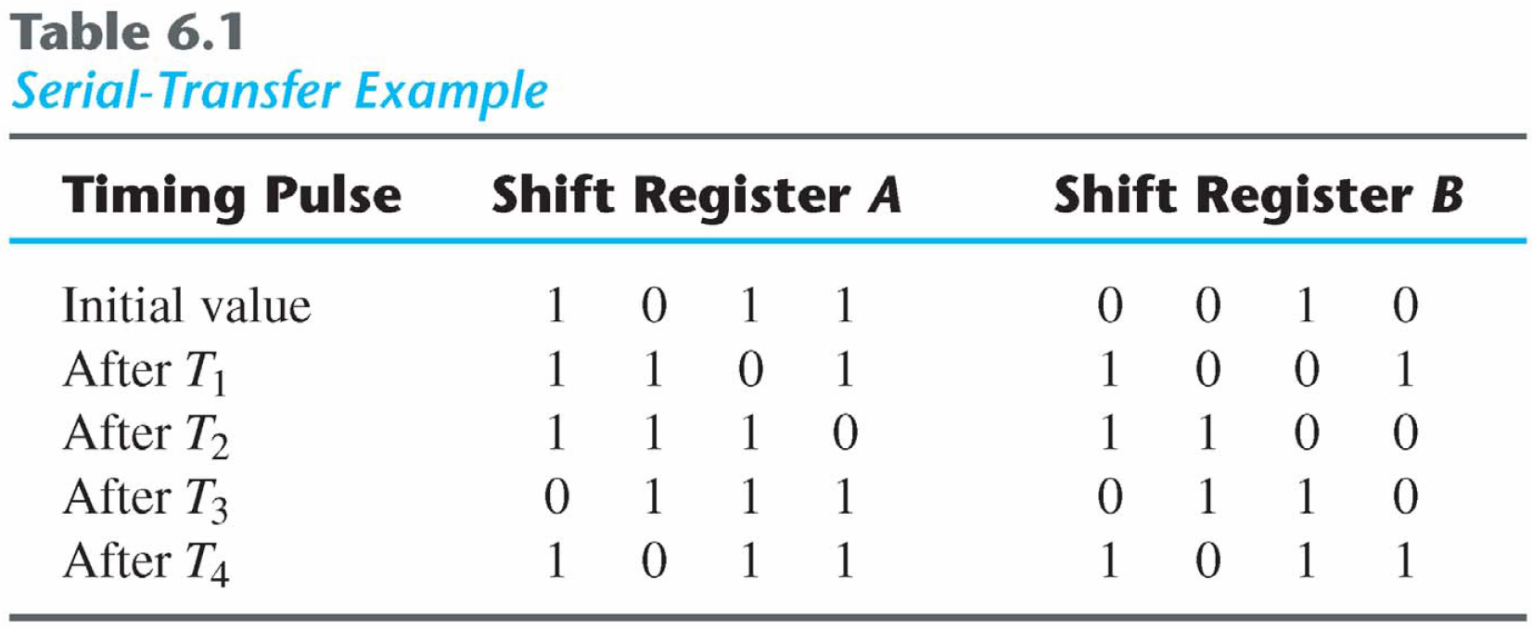 Table 6.1
Serial-Transfer Example
Timing Pulse Shift Register A Shift Register B
Initial value 1 0 1 1 0 0 1 0
After T₁ 1 1 0 1 1 0 0 1
After T₂ 1 1 1 0 1 1 0 0
After T₃ 0 1 1 1 0 1 1 0
After T₄ 1 0 1 1 1 0 1 1